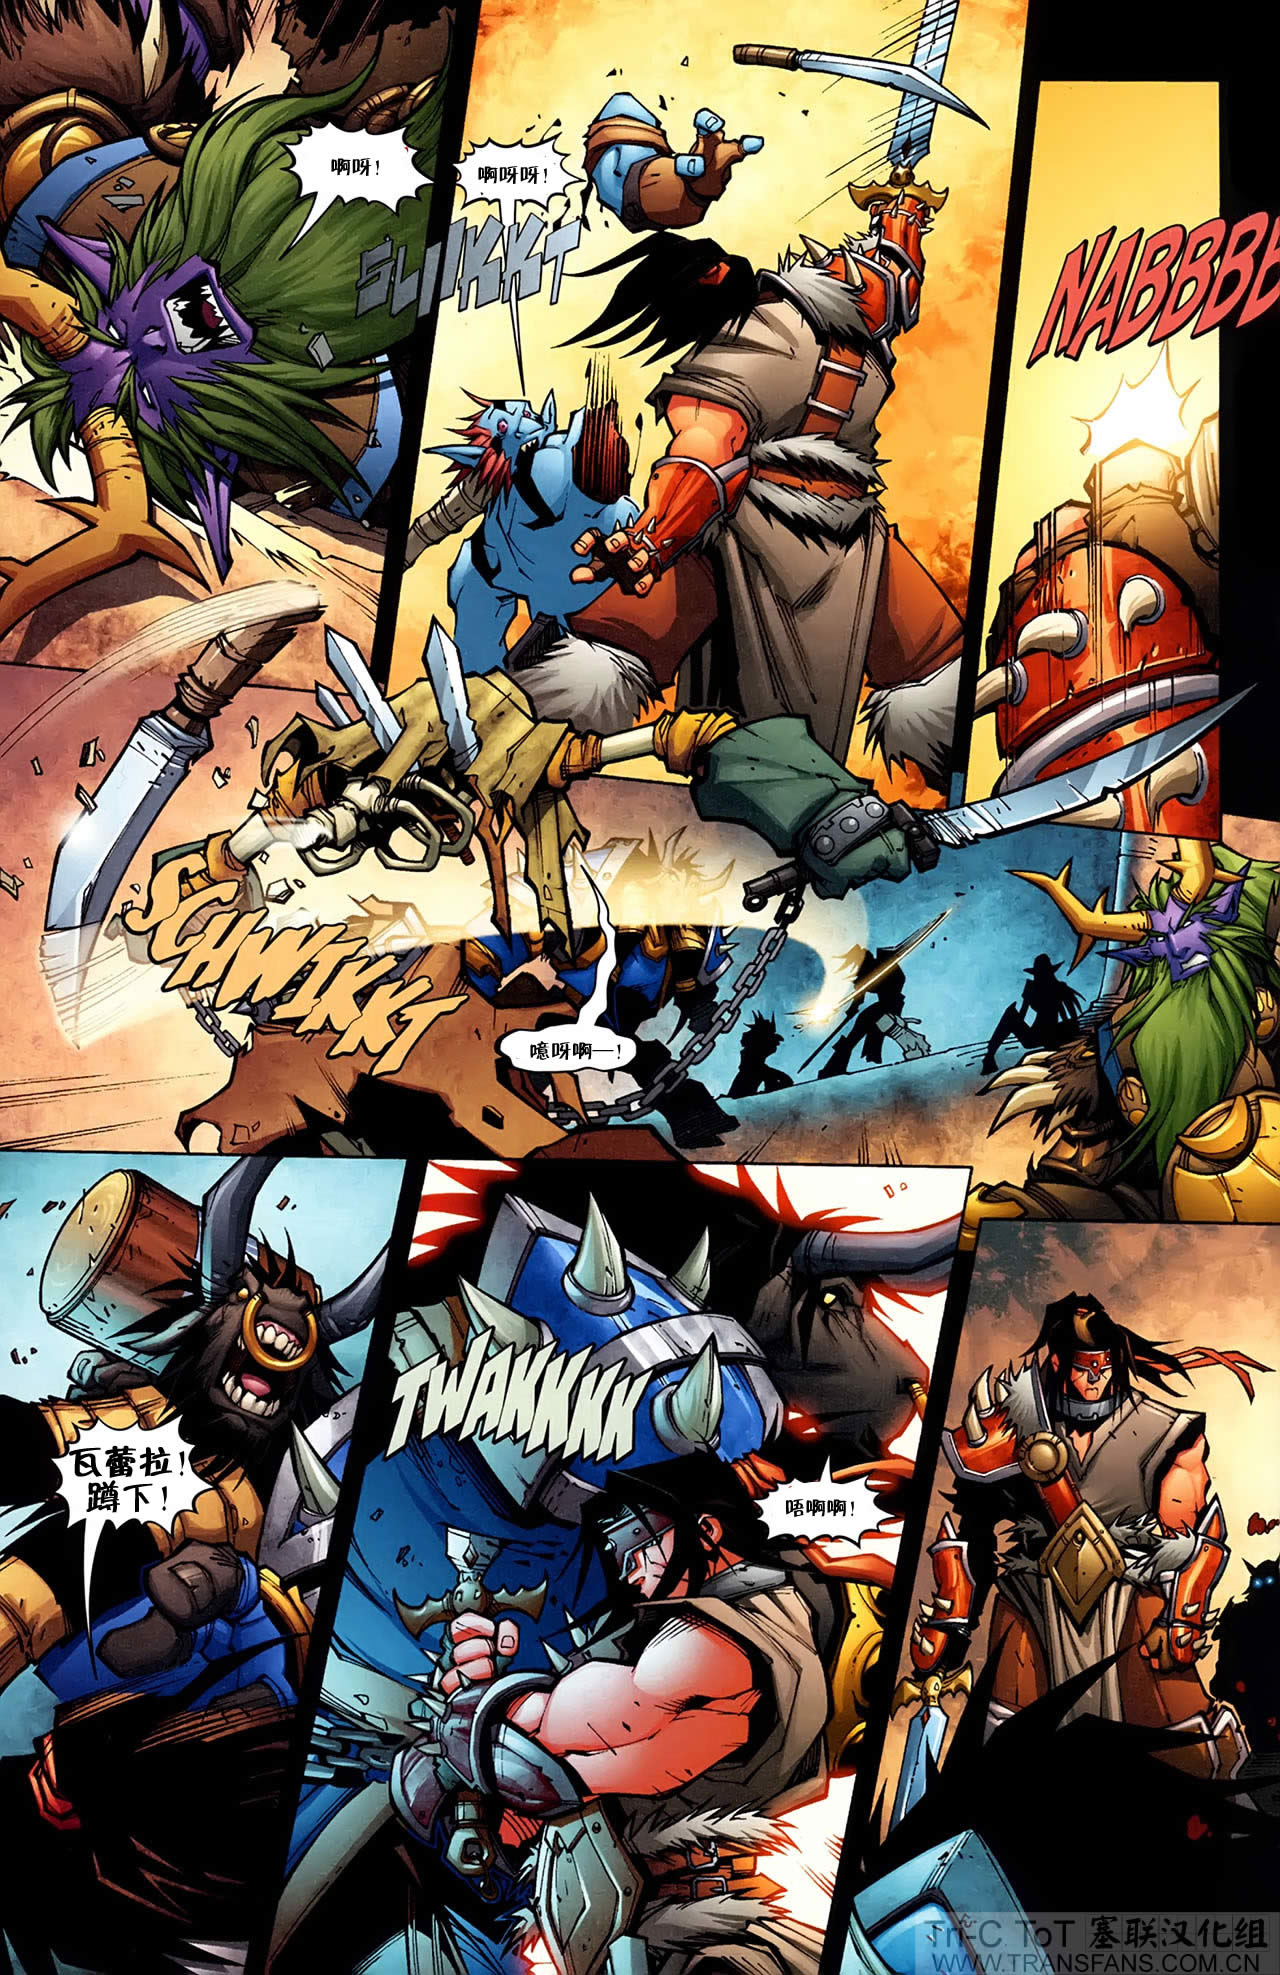 啊呀!
啊呀呀!
SLIIKKT
NABBBB
SCHWIKKT
噫呀啊—!
瓦蕾拉!
蹲下!
TWAKKKK
唔啊啊!
Tri-C ToT 塞联汉化组
WWW.TRANSFANS.COM.CN